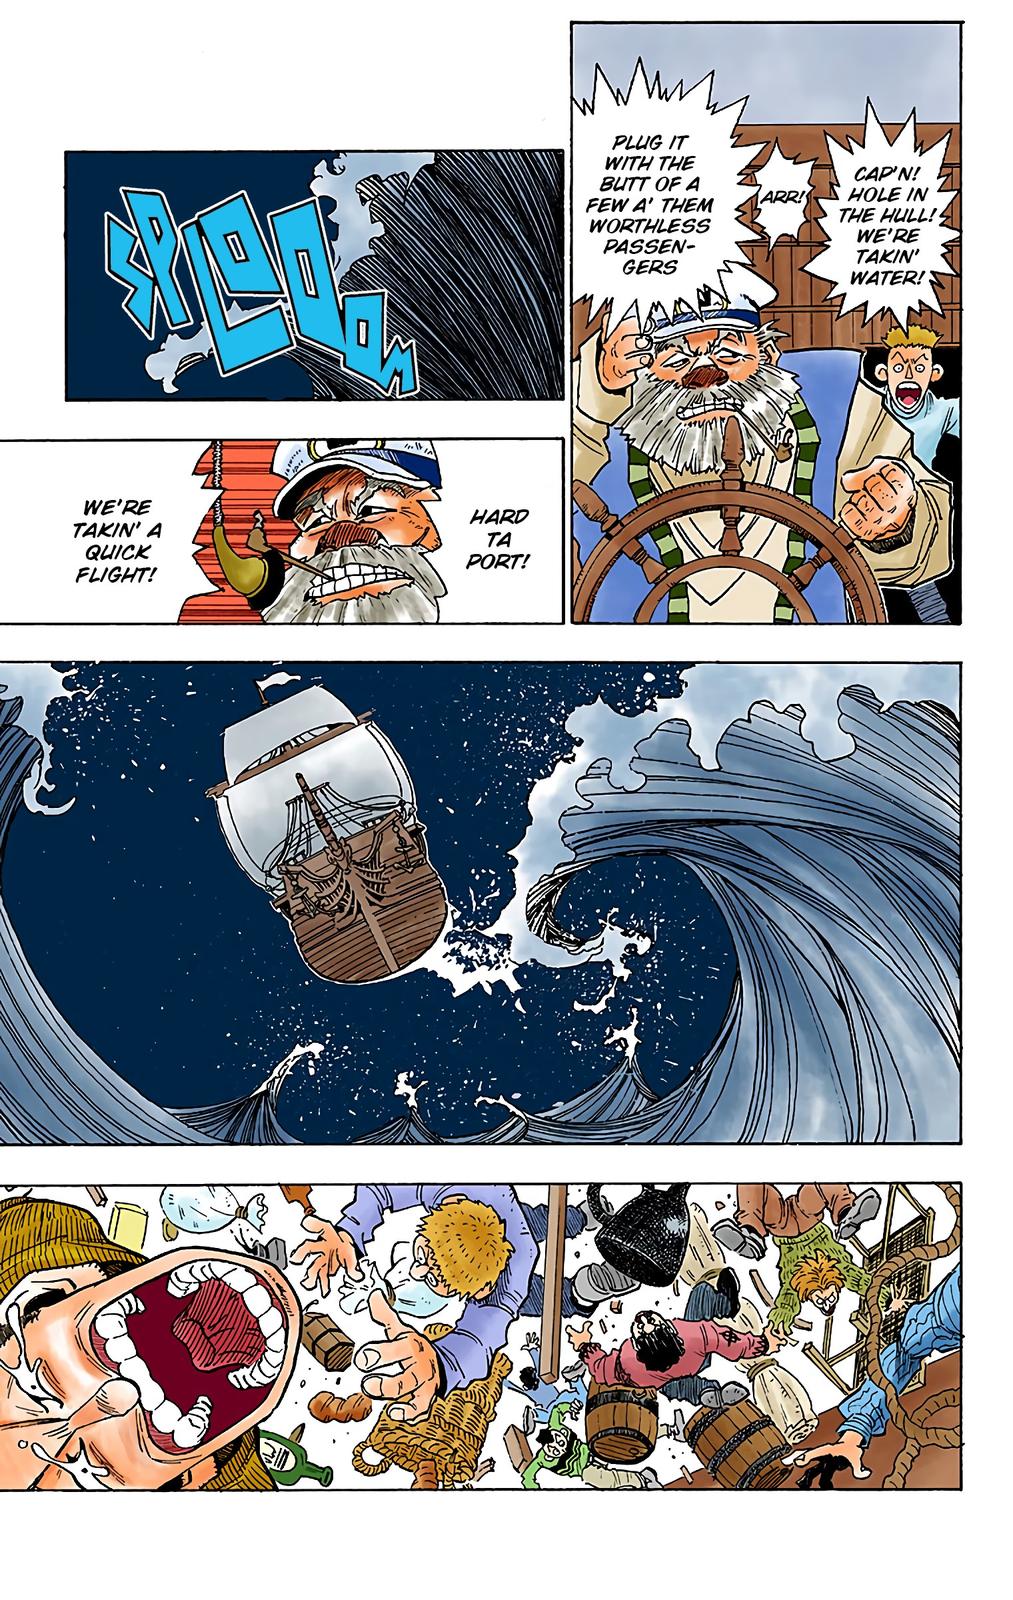 CAP'N!
HOLE IN
THE HULL!
WE'RE
TAKIN'
WATER!
ARR!
PLUG IT
WITH THE
BUTT OF A
FEW A' THEM
WORTHLESS
PASSEN-
GERS
SPLOOOM
HARD
TA
PORT!
WE'RE
TAKIN' A
QUICK
FLIGHT!